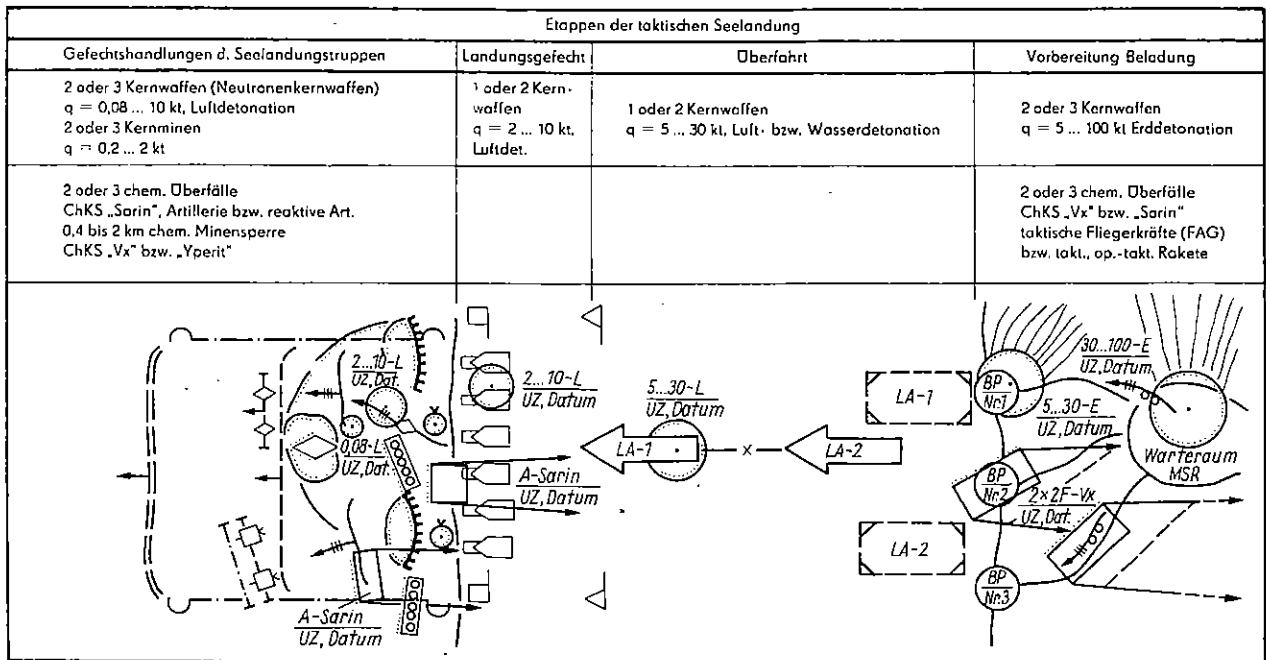 Etappen der taktischen Seelandung
Gefechtshandlungen d. Seelandungstruppen
Landungsgefecht
Überfahrt
Vorbereitung Beladung
2 oder 3 Kernwaffen (Neutronenkernwaffen)
q = 0,08 ... 10 kt, Luftdetonation
2 oder 3 Kernminen
q = 0,2 ... 2 kt
1 oder 2 Kern-
waffen
q = 2 ... 10 kt,
Luftdet.
1 oder 2 Kernwaffen
q = 5 ... 30 kt, Luft- bzw. Wasserdetonation
2 oder 3 Kernwaffen
q = 5 ... 100 kt Erddetonation
2 oder 3 chem. Überfälle
ChKS „Sarin", Artillerie bzw. reaktive Art.
0,4 bis 2 km chem. Minensperre
ChKS „Vx" bzw. „Yperit"
2 oder 3 chem. Überfälle
ChKS „Vx" bzw. „Sarin"
taktische Fliegerkräfte (FAG)
bzw. takt., op.-takt. Rakete
2...10-L
UZ, Dat.
0,08-L
UZ, Dat.
A-Sarin
UZ, Datum
2...10-L
UZ, Datum
A-Sarin
UZ, Datum
5...30-L
UZ, Datum
LA-1
x
LA-2
LA-1
LA-2
BP
Nr.1
BP
Nr.2
BP
Nr.3
30...100-E
UZ, Datum
5...30-E
UZ, Datum
2×2F-Vx
UZ, Dat.
Warteraum
MSR